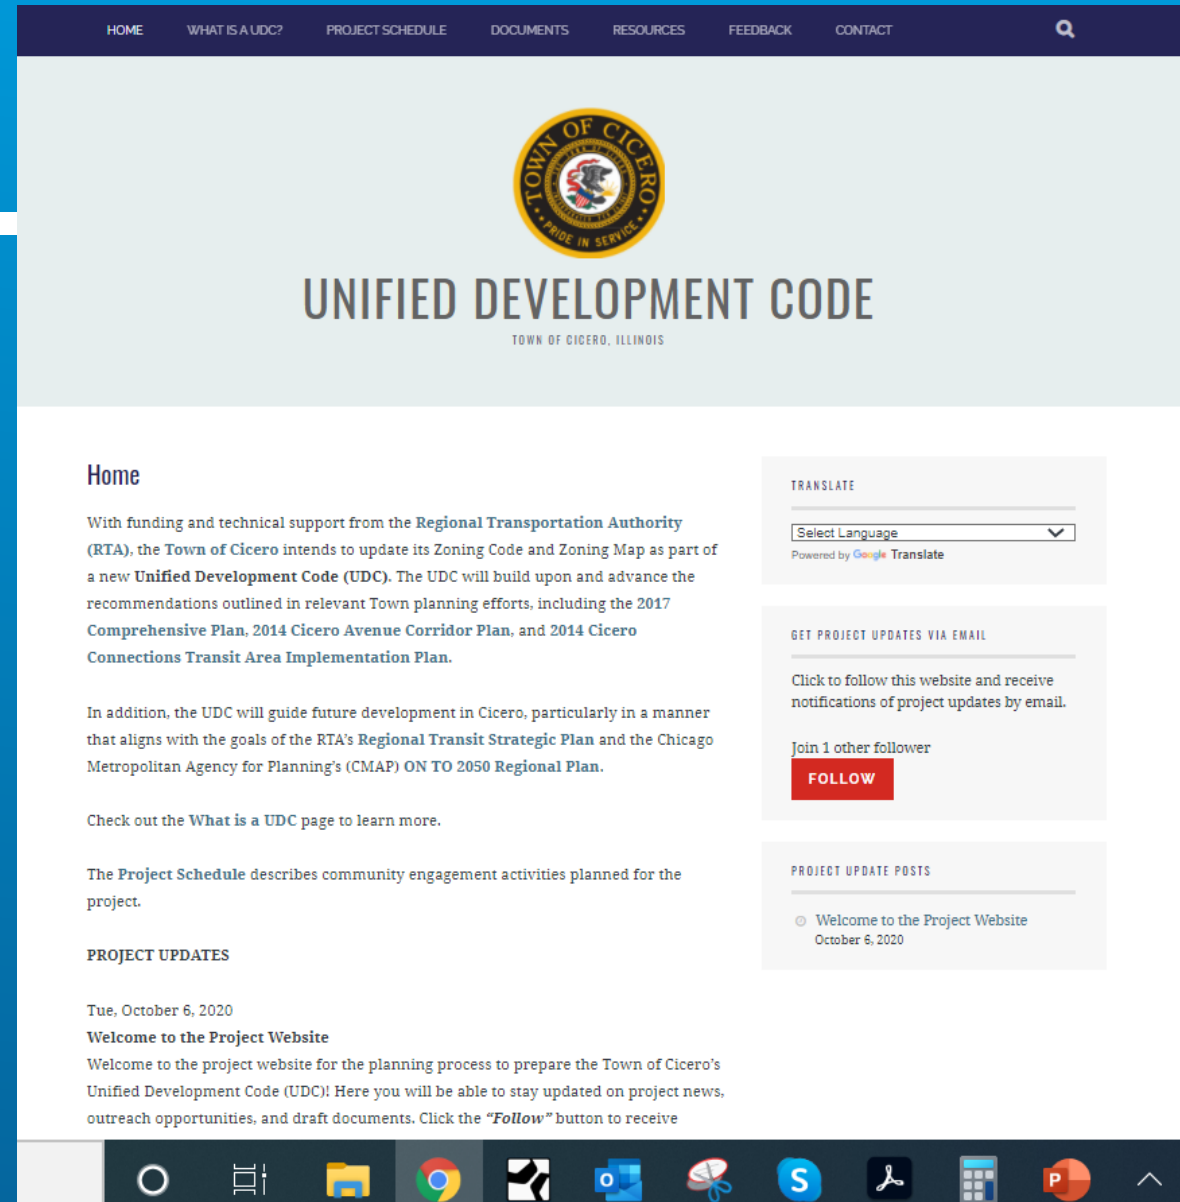 HOME WHAT IS A UDC? PROJECT SCHEDULE DOCUMENTS RESOURCES FEEDBACK CONTACT
TOWN OF CICERO
PRIDE IN SERVICE
UNIFIED DEVELOPMENT CODE
TOWN OF CICERO, ILLINOIS
Home
With funding and technical support from the Regional Transportation Authority
(RTA), the Town of Cicero intends to update its Zoning Code and Zoning Map as part of
a new Unified Development Code (UDC). The UDC will build upon and advance the
recommendations outlined in relevant Town planning efforts, including the 2017
Comprehensive Plan, 2014 Cicero Avenue Corridor Plan, and 2014 Cicero
Connections Transit Area Implementation Plan.
In addition, the UDC will guide future development in Cicero, particularly in a manner
that aligns with the goals of the RTA's Regional Transit Strategic Plan and the Chicago
Metropolitan Agency for Planning's (CMAP) ON TO 2050 Regional Plan.
Check out the What is a UDC page to learn more.
The Project Schedule describes community engagement activities planned for the
project.
PROJECT UPDATES
Tue, October 6, 2020
Welcome to the Project Website
Welcome to the project website for the planning process to prepare the Town of Cicero's
Unified Development Code (UDC)! Here you will be able to stay updated on project news,
outreach opportunities, and draft documents. Click the "Follow" button to receive
TRANSLATE
Select Language
Powered by Google Translate
GET PROJECT UPDATES VIA EMAIL
Click to follow this website and receive
notifications of project updates by email.
Join 1 other follower
FOLLOW
PROJECT UPDATE POSTS
Welcome to the Project Website
October 6, 2020